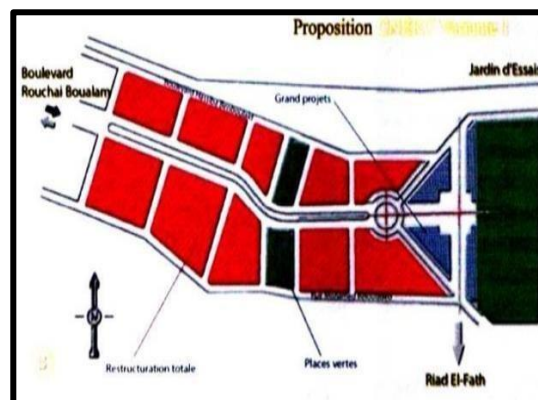 Proposition
Jardin d'Essais
Boulevard
Rouchai Boualam
Grand projets
Restructuration totale
Places vertes
Riad El-Fath